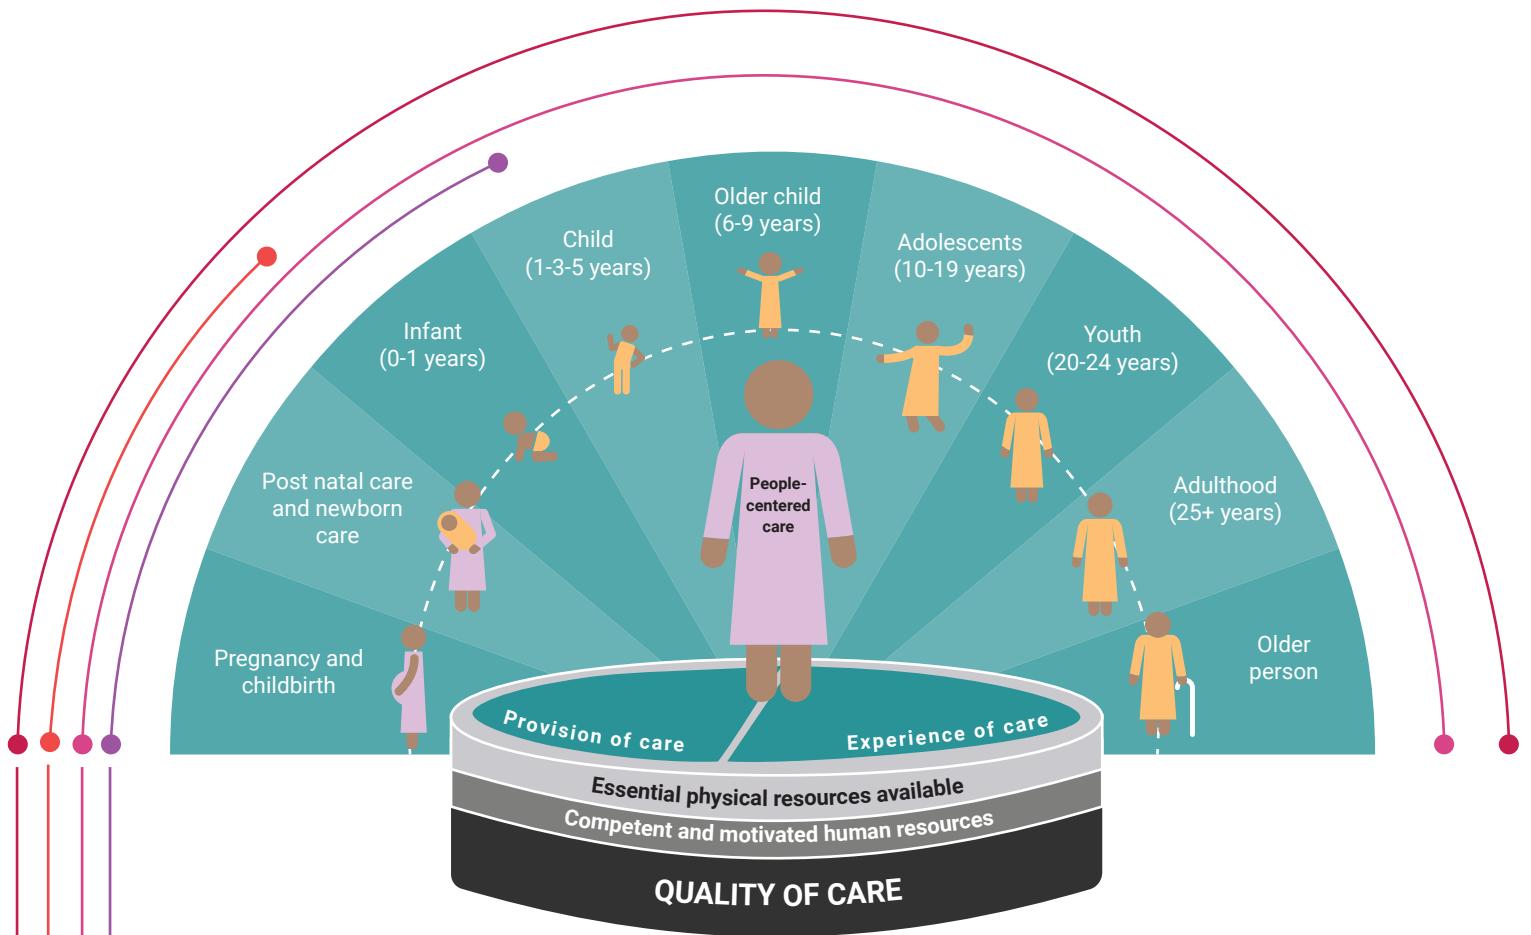 Pregnancy and
childbirth
Post natal care
and newborn
care
Infant
(0-1 years)
Child
(1-3-5 years)
Older child
(6-9 years)
Adolescents
(10-19 years)
Youth
(20-24 years)
Adulthood
(25+ years)
Older
person
People-
centered
care
Provision of care
Experience of care
Essential physical resources available
Competent and motivated human resources
QUALITY OF CARE